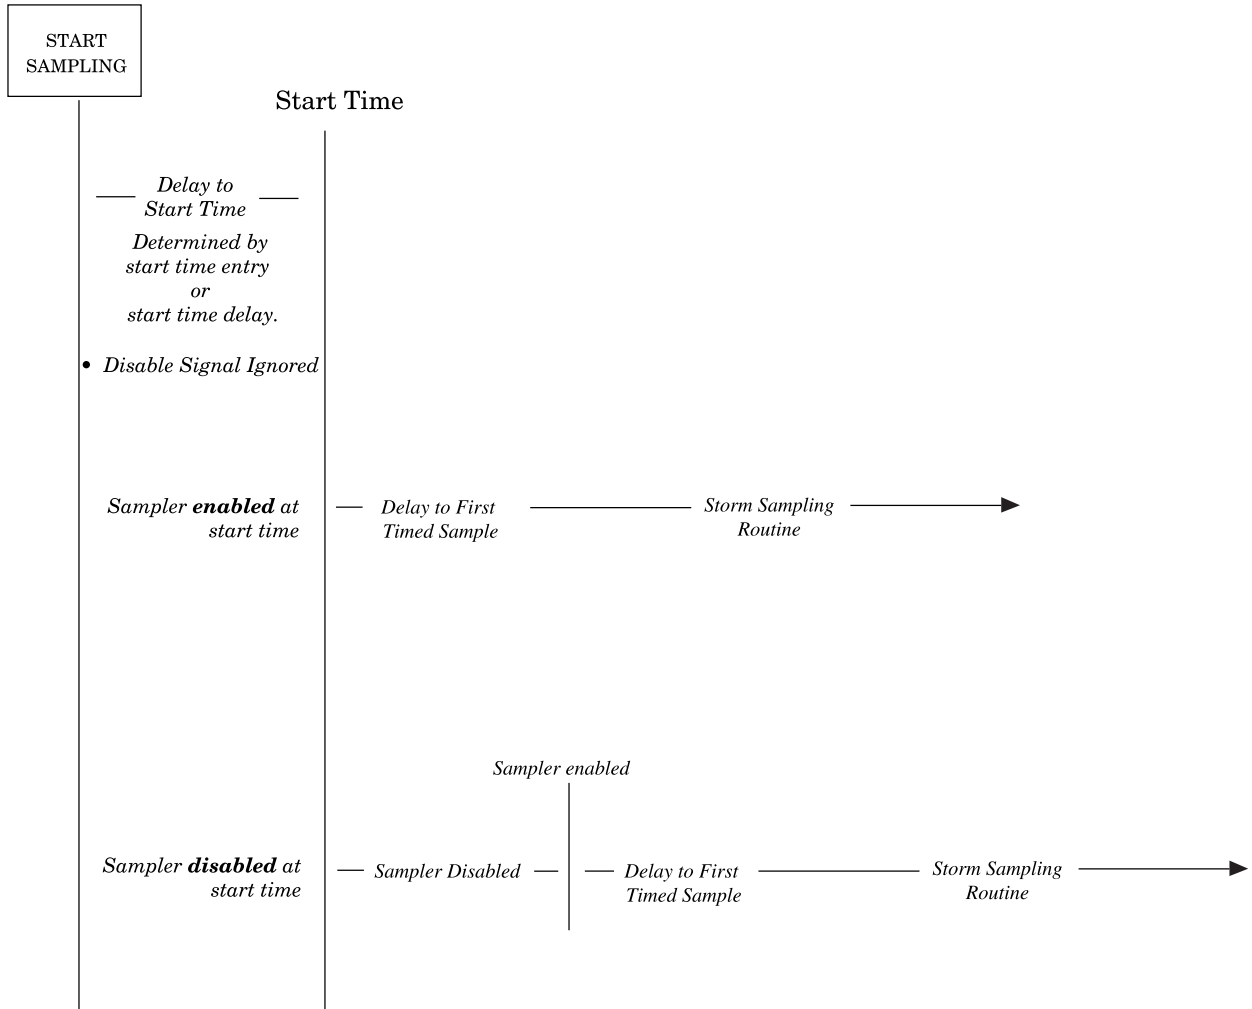 START
SAMPLING
Start Time
Delay to
Start Time
Determined by
start time entry
or
start time delay.
• Disable Signal Ignored
Sampler enabled at
start time
Delay to First
Timed Sample
Storm Sampling
Routine
Sampler enabled
Sampler disabled at
start time
Sampler Disabled
Delay to First
Timed Sample
Storm Sampling
Routine